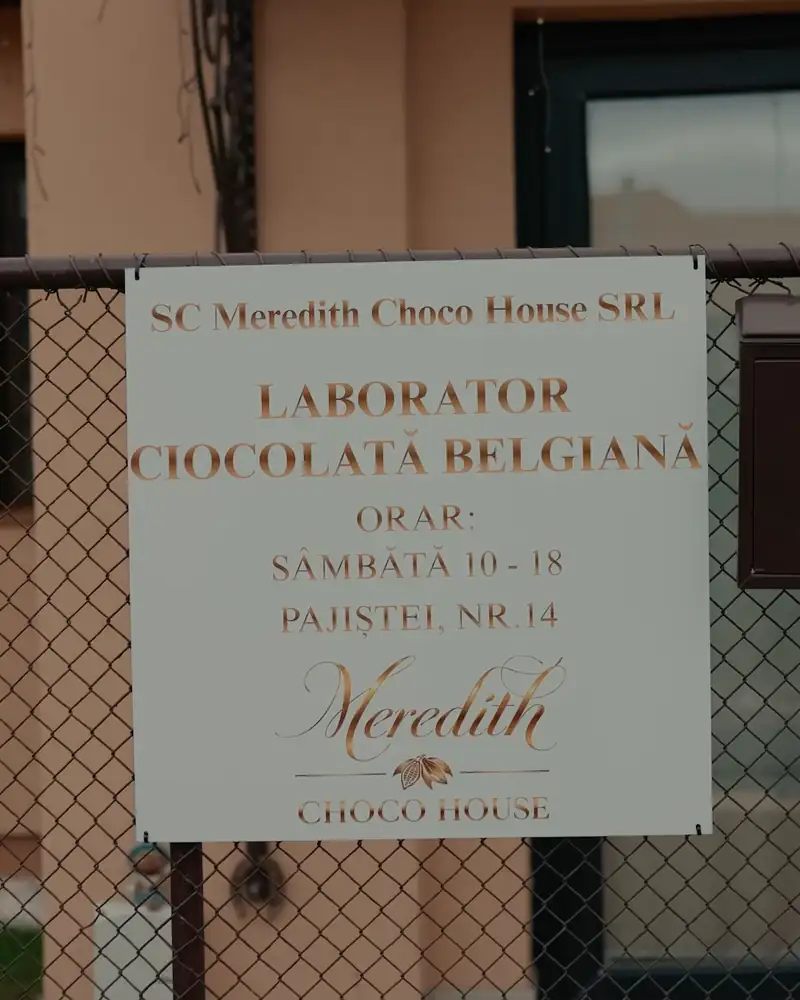 SC Meredith Choco House SRL
LABORATOR
CIOCOLATĂ BELGIANĂ
ORAR:
SÂMBĂTĂ 10 - 18
PAJIȘTEI, NR.14
Meredith
CHOCO HOUSE